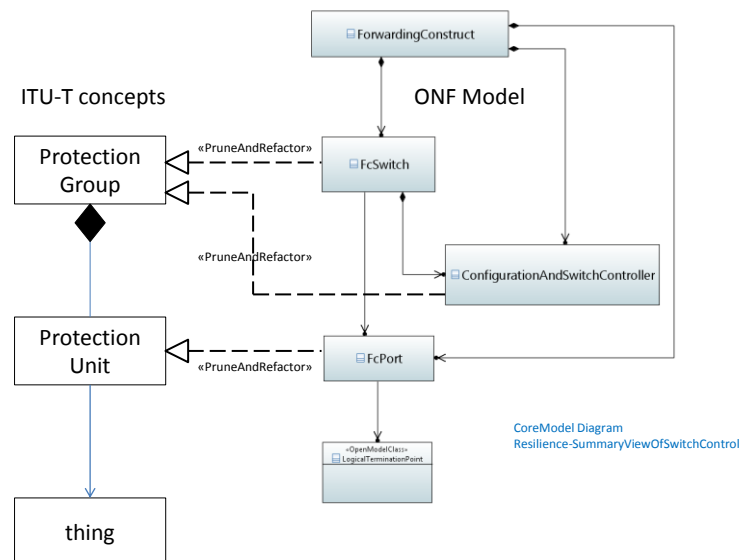 ForwardingConstruct
ITU-T concepts
ONF Model
«PruneAndRefactor»
Protection
Group
FcSwitch
«PruneAndRefactor»
ConfigurationAndSwitchController
Protection
Unit
FcPort
«PruneAndRefactor»
CoreModel Diagram
Resilience-SummaryViewOfSwitchControl
«OpenModelClass»
LogicalTerminationPoint
thing